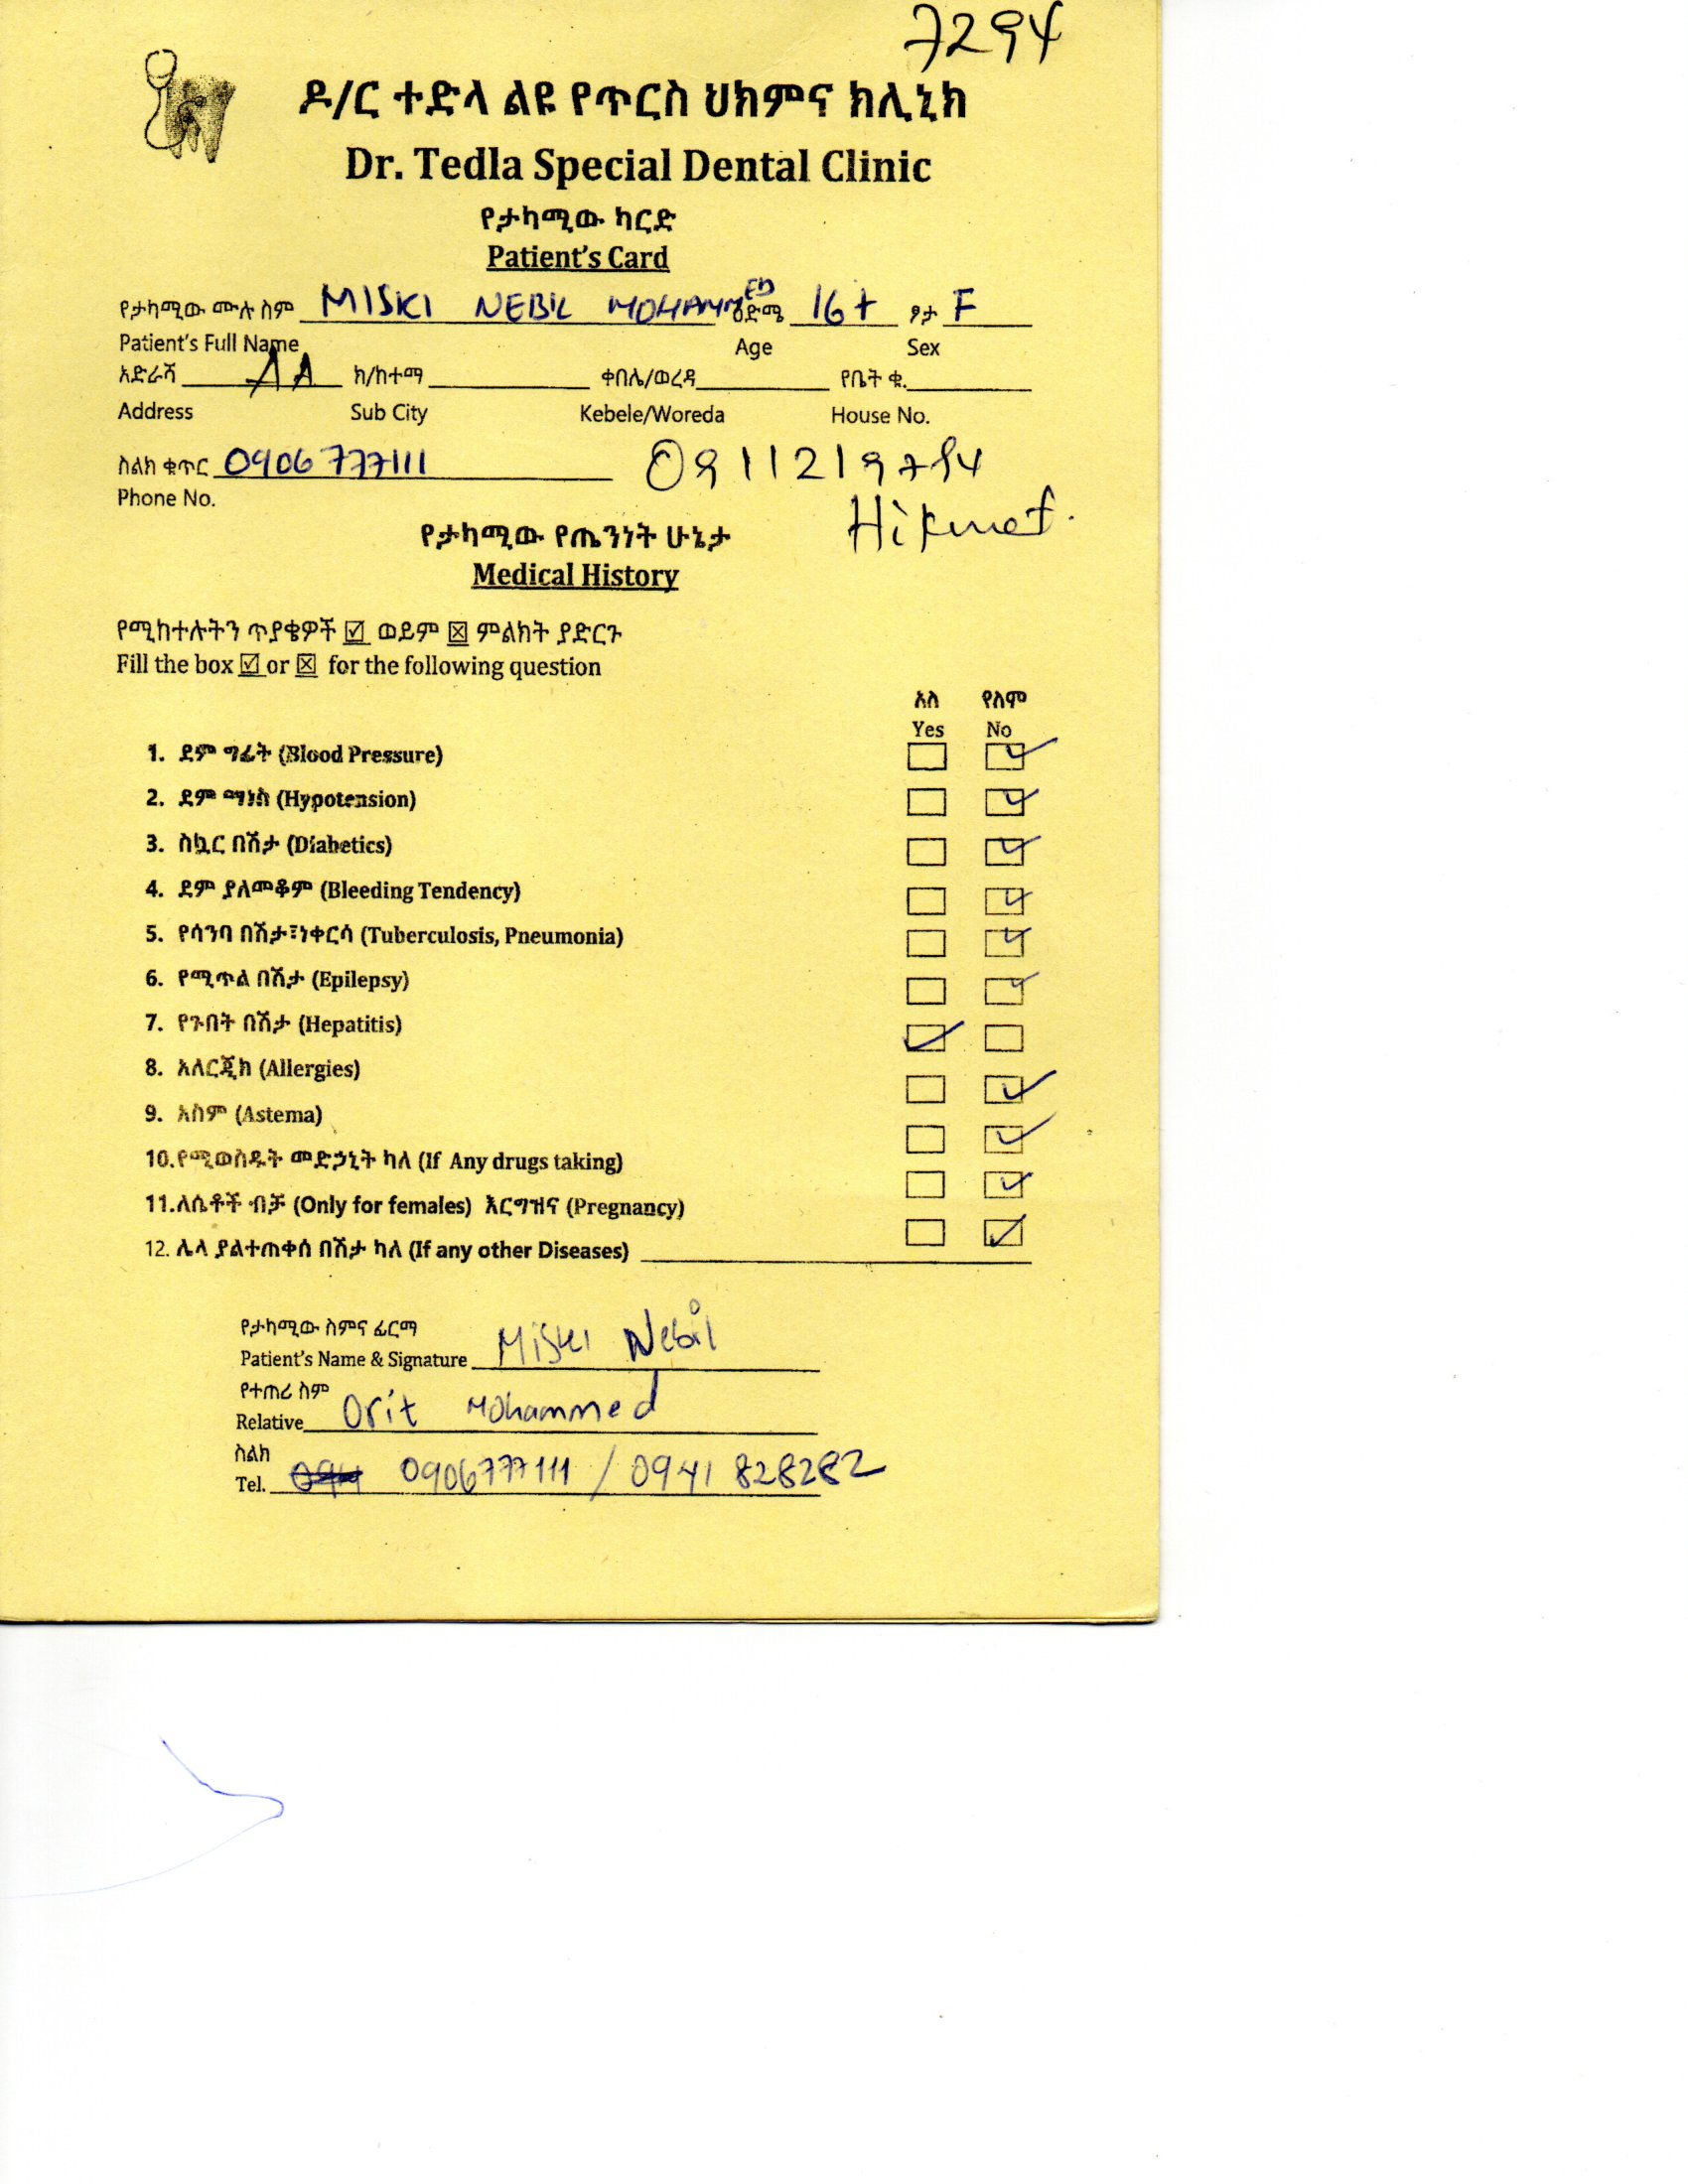 7294
ዶ/ር ተድላ ልዩ የጥርስ ህክምና ክሊኒክ
Dr. Tedla Special Dental Clinic
የታካሚው ካርድ
Patient's Card
የታካሚው ሙሉ ስም MISKI NEBIL MOHAMMED ዕድሜ 16+ ፆታ F
Patient's Full Name Age Sex
አድራሻ AA ክ/ከተማ ቀበሌ/ወረዳ የቤት ቁ.
Address Sub City Kebele/Woreda House No.
ስልክ ቁጥር 0906777111 0911219794
Phone No.
Hikmet.
የታካሚው የጤንነት ሁኔታ
Medical History
የሚከተሉትን ጥያቄዎች ☑ ወይም ☒ ምልክት ያድርጉ
Fill the box ☑ or ☒ for the following question
አለ የለም
Yes No
1. ደም ግፊት (Blood Pressure) ☐ ☑
2. ደም ማነስ (Hypotension) ☐ ☑
3. ስኳር በሽታ (Diabetics) ☐ ☑
4. ደም ያለመቆም (Bleeding Tendency) ☐ ☑
5. የሳንባ በሽታ፣ነቀርሳ (Tuberculosis, Pneumonia) ☐ ☑
6. የሚጥል በሽታ (Epilepsy) ☐ ☑
7. የጉበት በሽታ (Hepatitis) ☑ ☐
8. አለርጂክ (Allergies) ☐ ☑
9. አስም (Astema) ☐ ☑
10.የሚወስዱት መድኃኒት ካለ (If Any drugs taking) ☐ ☑
11.ለሴቶች ብቻ (Only for females) እርግዝና (Pregnancy) ☐ ☑
12. ሌላ ያልተጠቀሰ በሽታ ካለ (If any other Diseases)
የታካሚው ስምና ፊርማ
Patient's Name & Signature Miski Nebil
የተጠሪ ስም
Relative Orit Mohammed
ስልክ
Tel. 0906777111 / 0941 828282